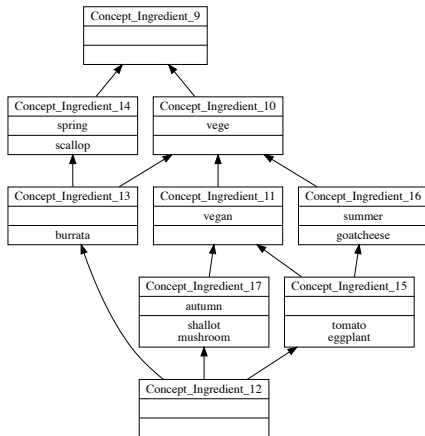 Concept_Ingredient_9
Concept_Ingredient_14
spring
scallop
Concept_Ingredient_10
vege
Concept_Ingredient_13
burrata
Concept_Ingredient_11
vegan
Concept_Ingredient_16
summer
goatcheese
Concept_Ingredient_17
autumn
shallot
mushroom
Concept_Ingredient_15
tomato
eggplant
Concept_Ingredient_12